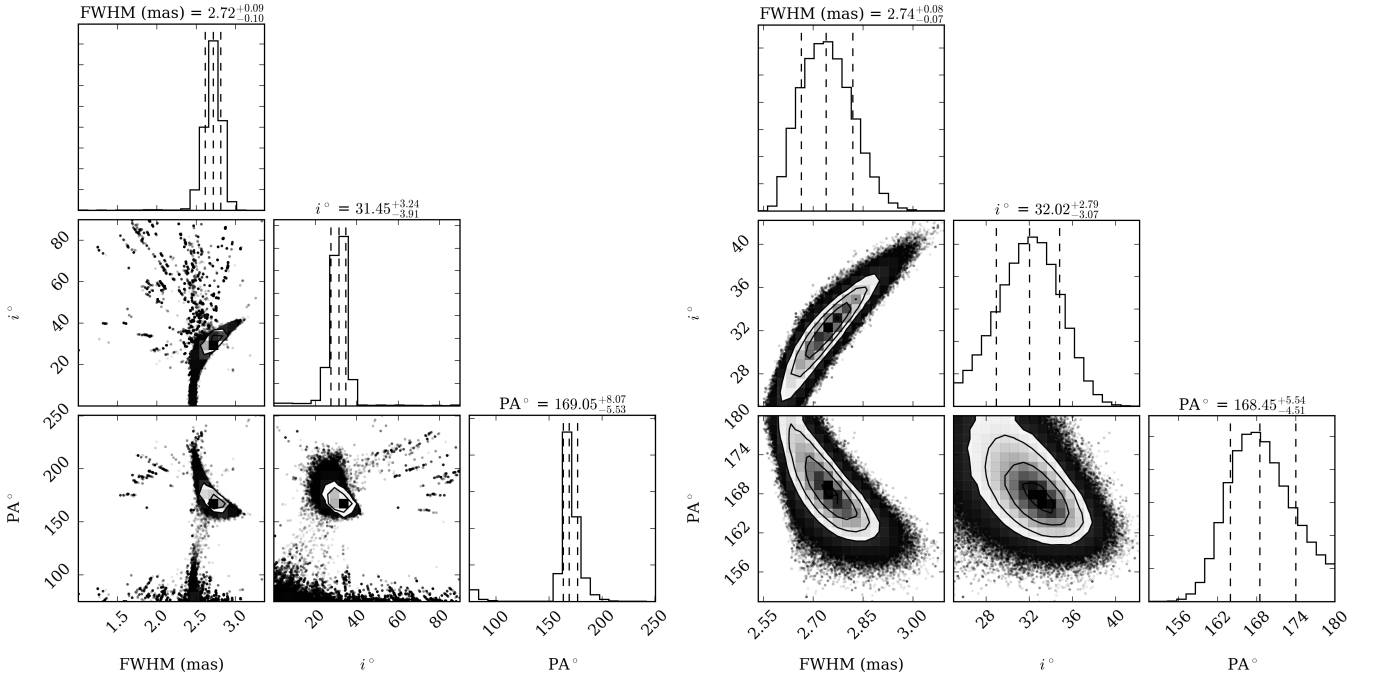 FWHM (mas) = 2.72+0.09−0.10
FWHM (mas) = 2.74+0.08−0.07
i° = 31.45+3.24−3.91
i° = 32.02+2.79−3.07
PA° = 169.05+8.07−5.53
PA° = 168.45+5.54−4.51
80
60
40
20
i°
250
200
150
100
PA°
1.5 2.0 2.5 3.0
FWHM (mas)
20 40 60 80
i°
100 150 200 250
PA°
40
36
32
28
i°
180
174
168
162
156
PA°
2.55 2.70 2.85 3.00
FWHM (mas)
28 32 36 40
i°
156 162 168 174 180
PA°